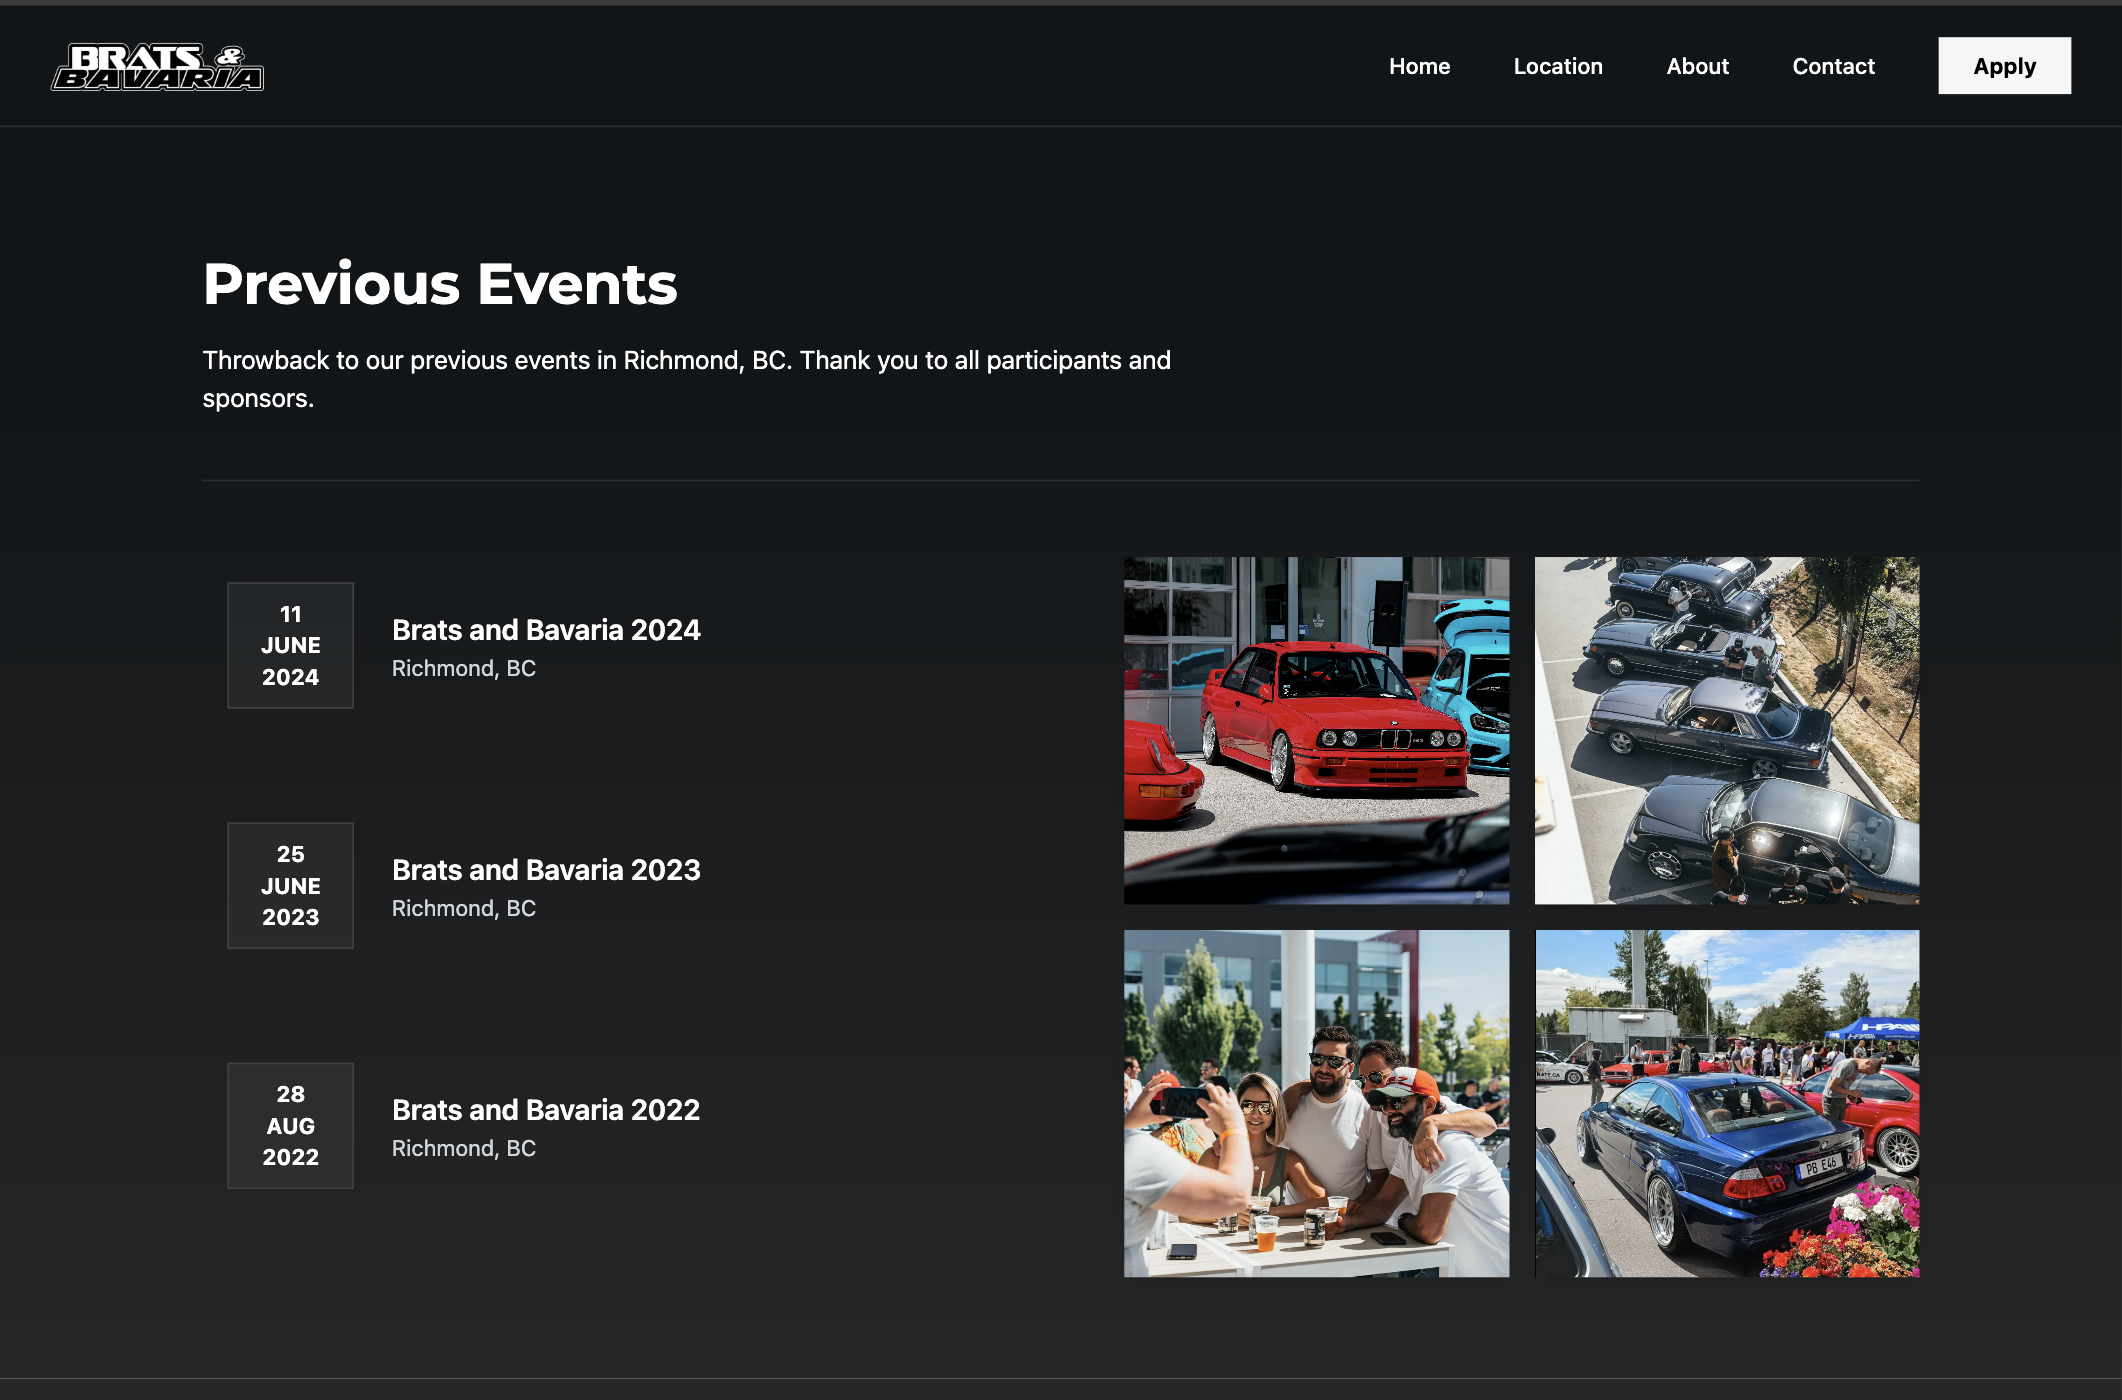 BRATS &
BAVARIA
Home
Location
About
Contact
Apply
Previous Events
Throwback to our previous events in Richmond, BC. Thank you to all participants and
sponsors.
11
JUNE
2024
Brats and Bavaria 2024
Richmond, BC
25
JUNE
2023
Brats and Bavaria 2023
Richmond, BC
28
AUG
2022
Brats and Bavaria 2022
Richmond, BC
HPA
PB E46